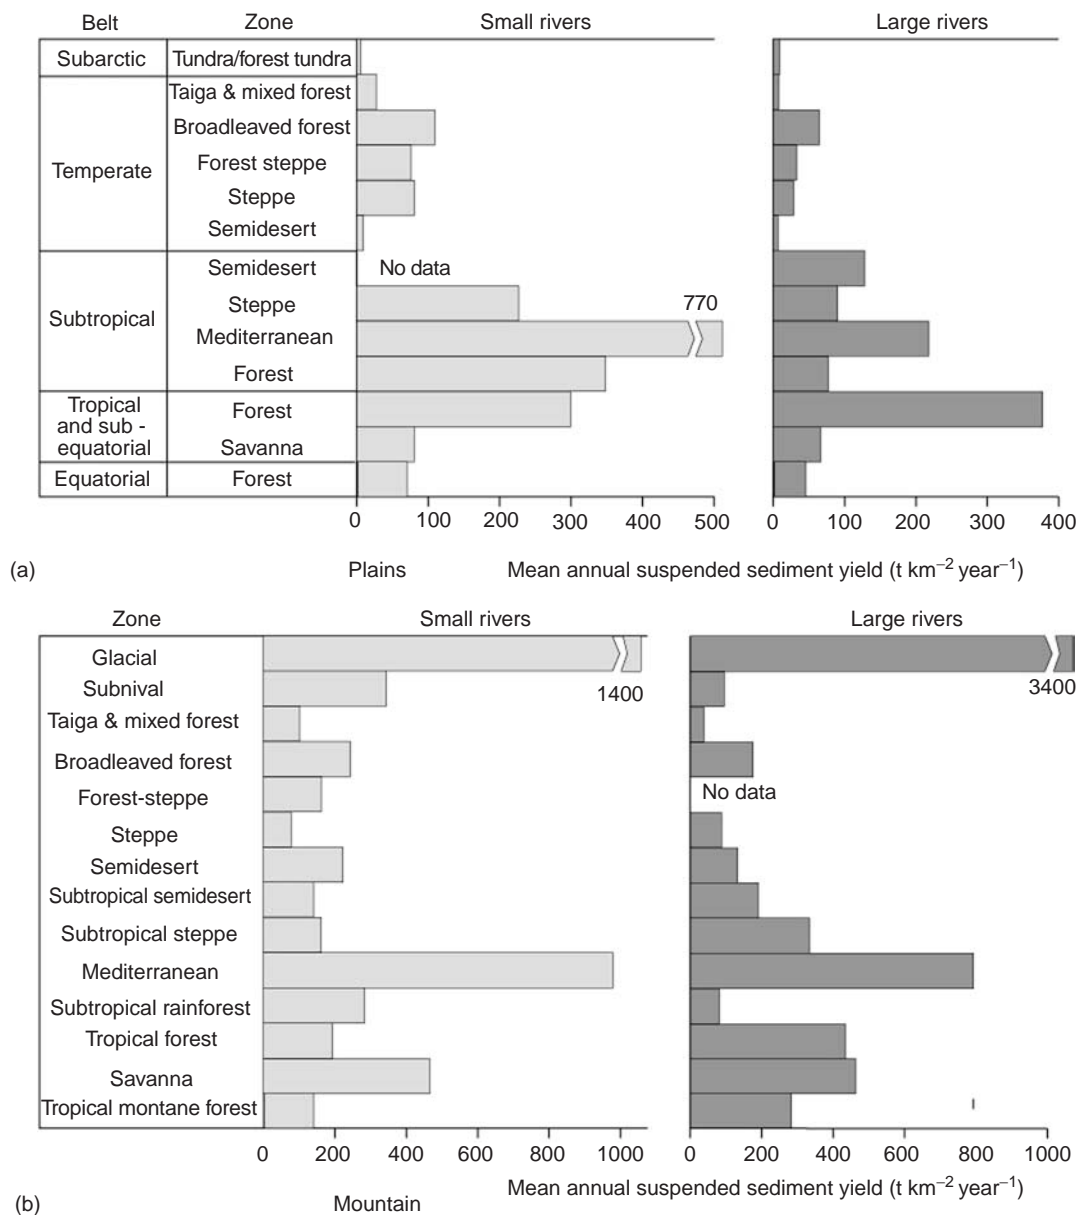 Belt Zone Small rivers Large rivers
Subarctic Tundra/forest tundra
Taiga & mixed forest
Broadleaved forest
Temperate Forest steppe
Steppe
Semidesert
Semidesert No data
Subtropical Steppe 770
Mediterranean
Forest
Tropical
and sub -
equatorial
Forest
Savanna
Equatorial Forest
0 100 200 300 400 500 0 100 200 300 400
(a) Plains Mean annual suspended sediment yield (t km−2 year−1)
Zone Small rivers Large rivers
Glacial
Subnival 1400 3400
Taiga & mixed forest
Broadleaved forest
Forest-steppe No data
Steppe
Semidesert
Subtropical semidesert
Subtropical steppe
Mediterranean
Subtropical rainforest
Tropical forest
Savanna
Tropical montane forest
0 200 400 600 800 1000 0 200 400 600 800 1000
(b) Mountain Mean annual suspended sediment yield (t km−2 year−1)